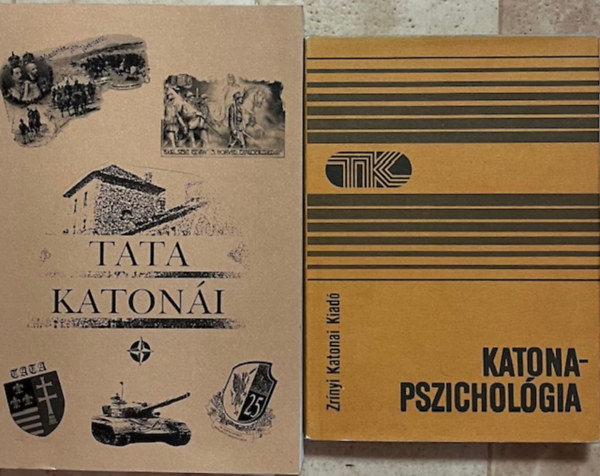 TATA
KATONÁI
TATA
25
TK
Zrínyi Katonai Kiadó
KATONA-
PSZICHOLÓGIA